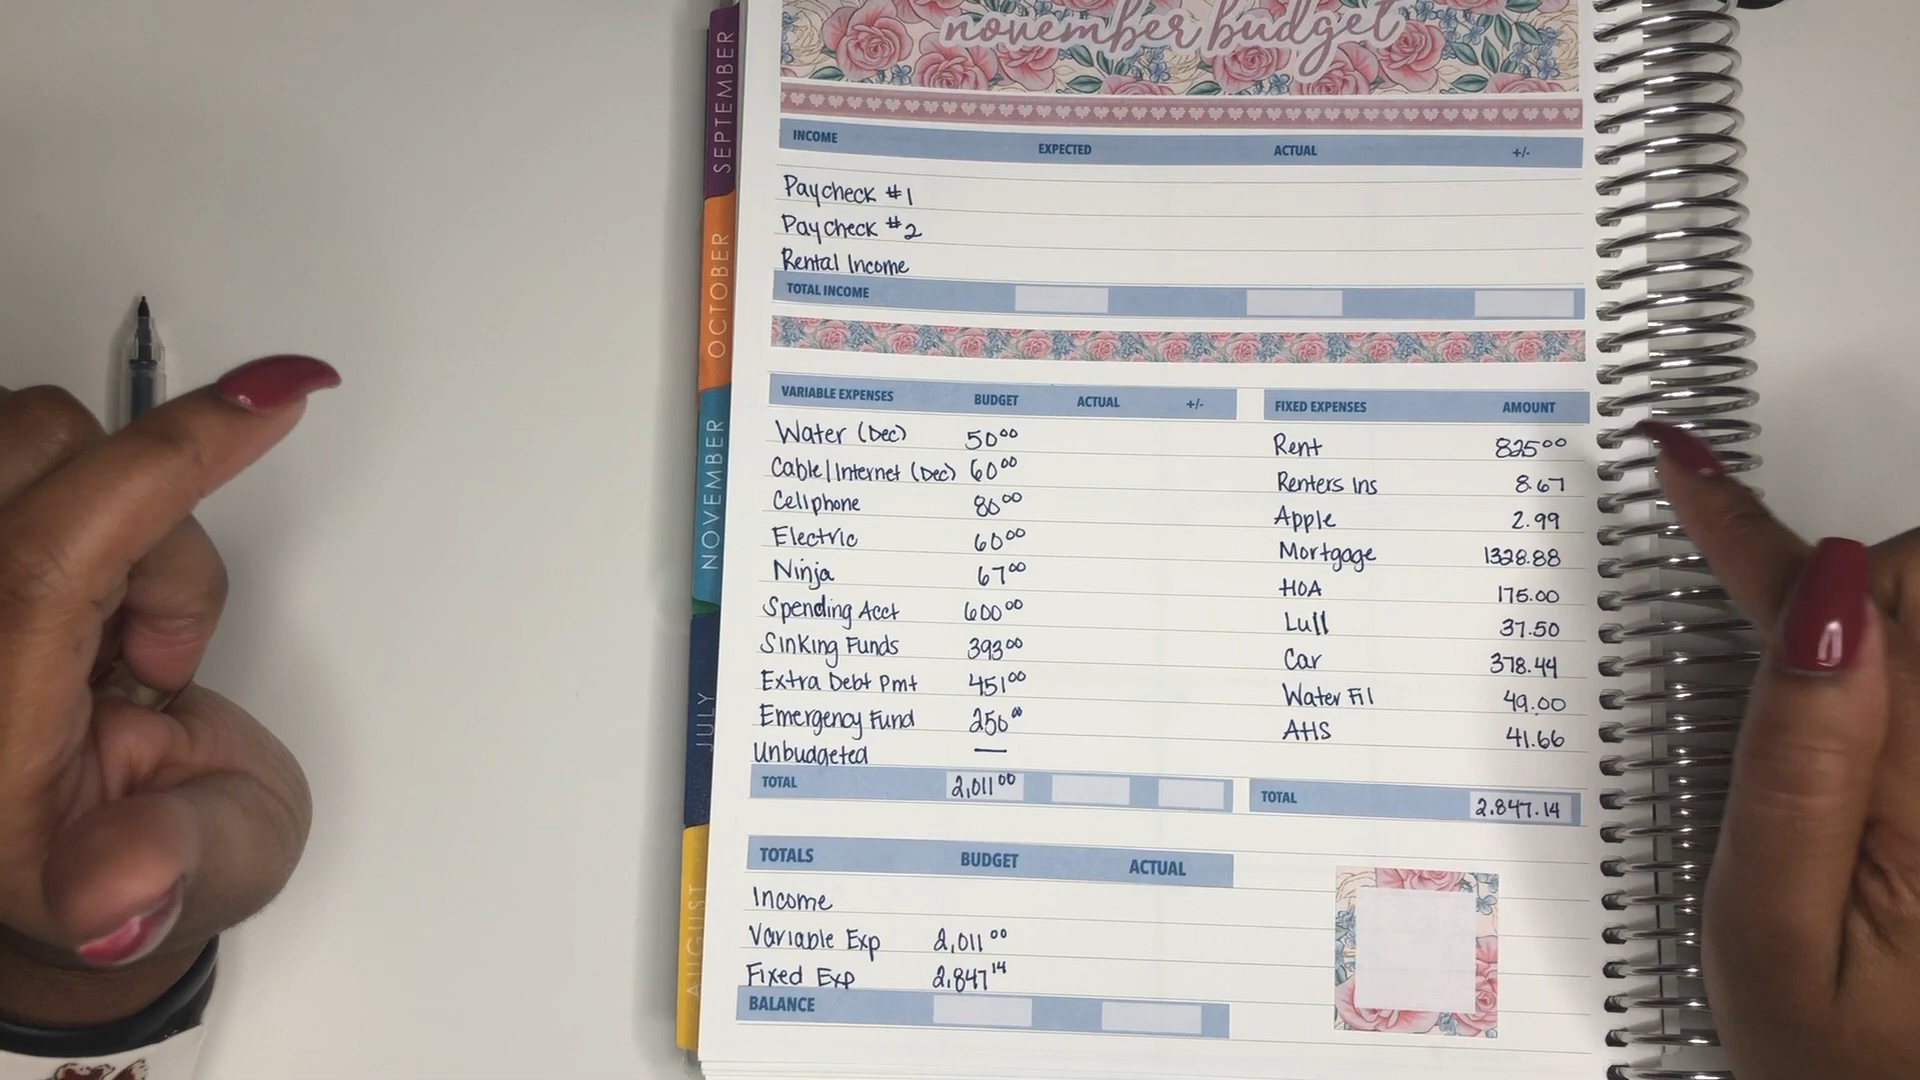 november budget
INCOME EXPECTED ACTUAL +/-
Paycheck #1
Paycheck #2
Rental Income
TOTAL INCOME
VARIABLE EXPENSES BUDGET ACTUAL +/-
Water (Dec) 50 00
Cable/Internet (Dec) 60 00
Cellphone 80 00
Electric 60 00
Ninja 67 00
Spending Acct 600 00
Sinking Funds 393 00
Extra Debt Pmt 451 00
Emergency Fund 250 00
Unbudgeted —
TOTAL 2,011 00
FIXED EXPENSES AMOUNT
Rent 825 00
Renters Ins 8.67
Apple 2.99
Mortgage 1328.88
HOA 175.00
Lull 37.50
Car 378.44
Water Fil 49.00
AHS 41.66
TOTAL 2.847.14
TOTALS BUDGET ACTUAL
Income
Variable Exp 2,011 00
Fixed Exp 2.847 14
BALANCE
SEPTEMBER
OCTOBER
NOVEMBER
JULY
AUGUST